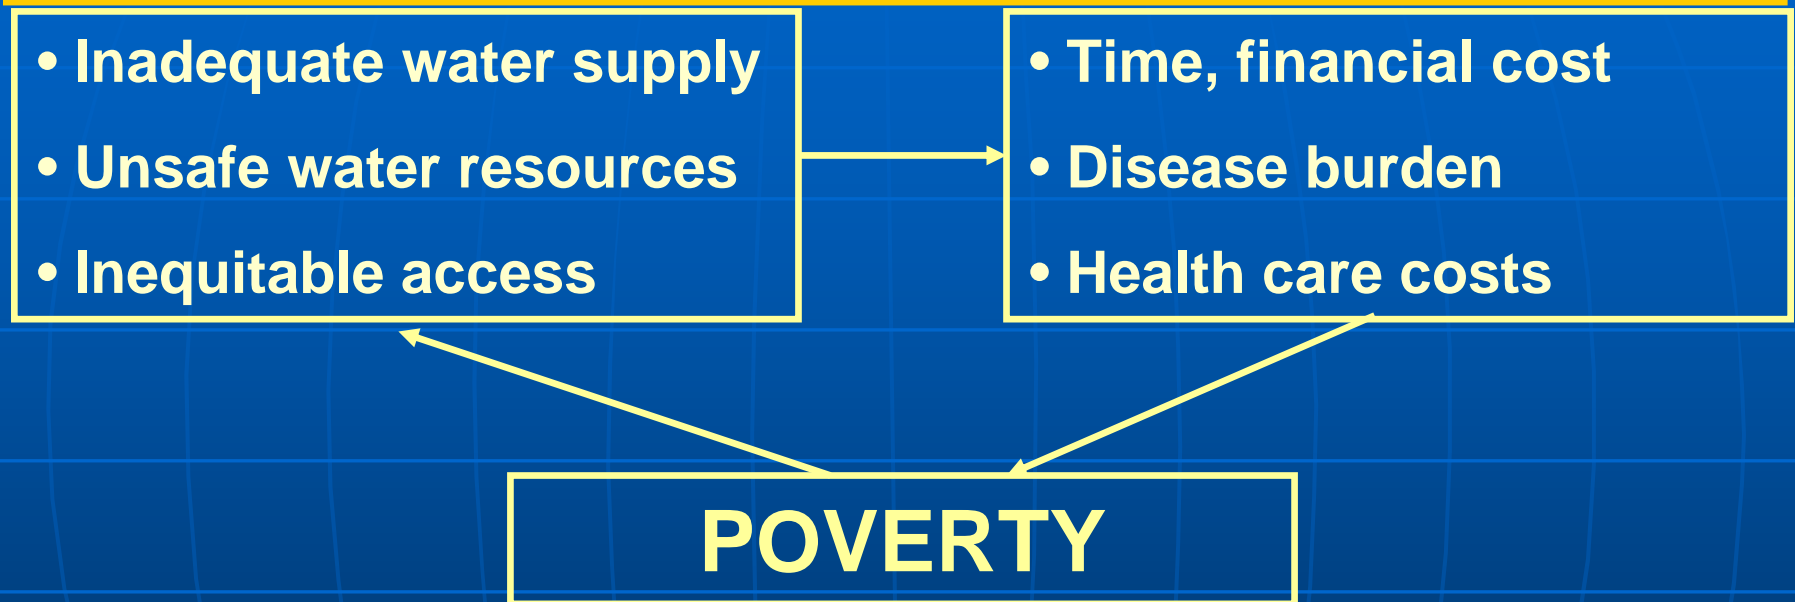 • Inadequate water supply
• Unsafe water resources
• Inequitable access
• Time, financial cost
• Disease burden
• Health care costs
POVERTY